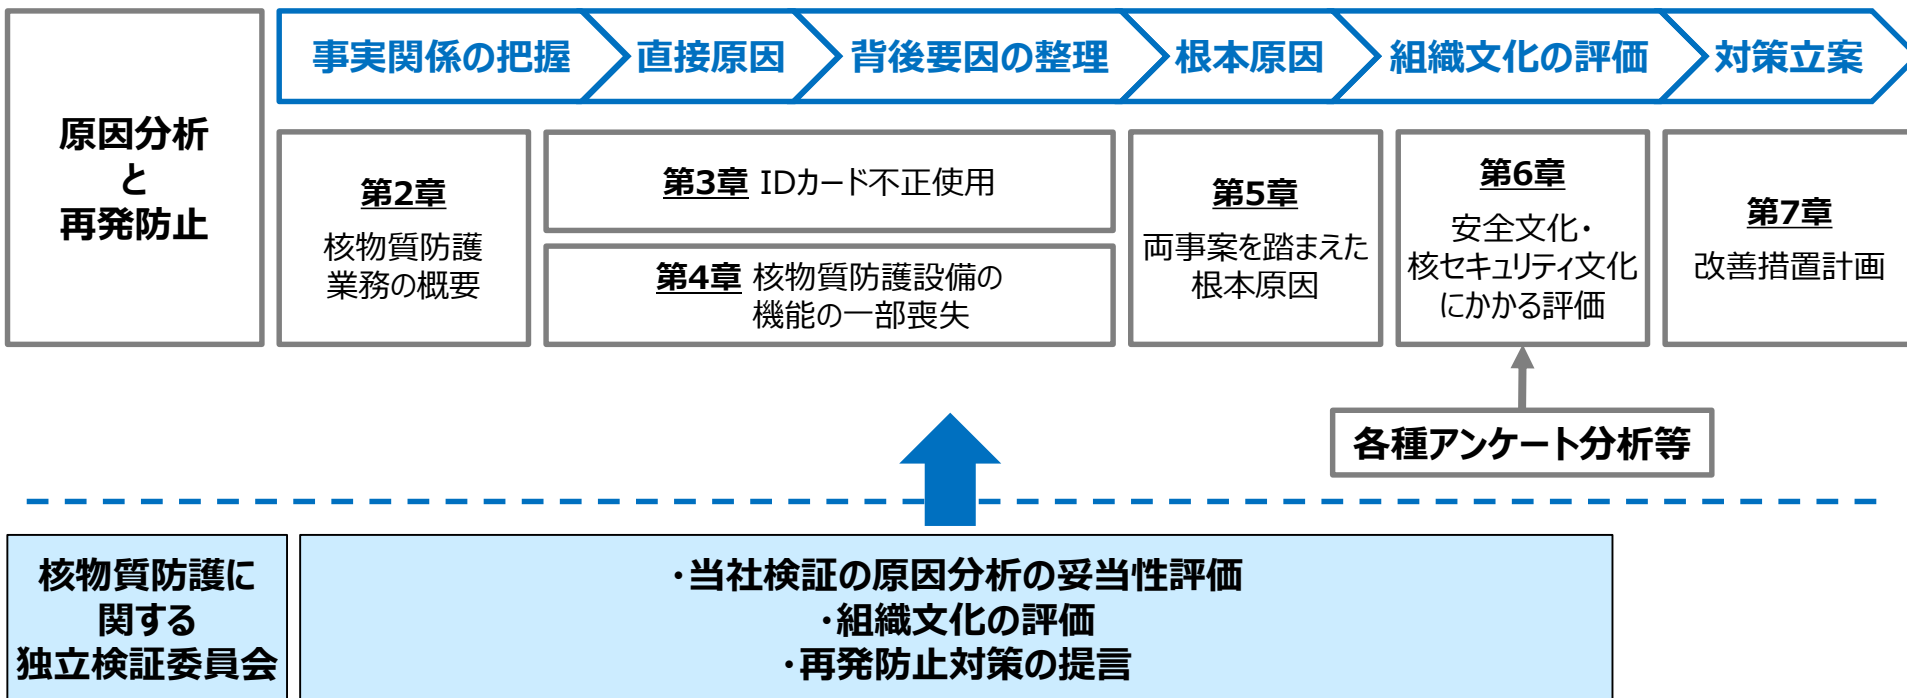 原因分析
と
再発防止
事実関係の把握
直接原因
背後要因の整理
根本原因
組織文化の評価
対策立案
第2章
核物質防護
業務の概要
第3章 IDカード不正使用
第4章 核物質防護設備の
機能の一部喪失
第5章
両事案を踏まえた
根本原因
第6章
安全文化・
核セキュリティ文化
にかかる評価
第7章
改善措置計画
各種アンケート分析等
核物質防護に
関する
独立検証委員会
・当社検証の原因分析の妥当性評価
・組織文化の評価
・再発防止対策の提言